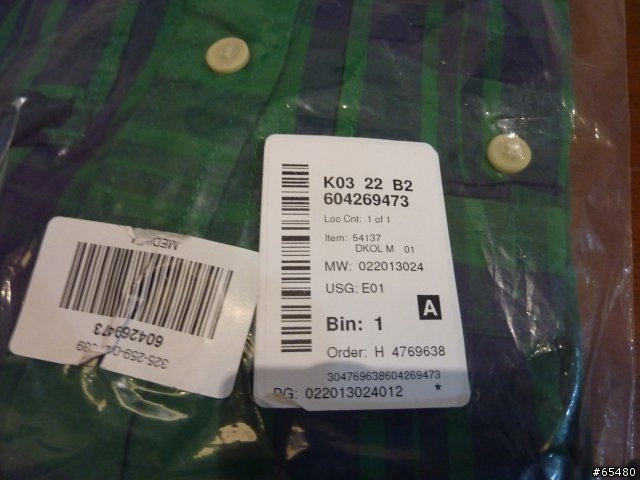 K03 22 B2
604269473
Loc Cnt: 1 of 1
Item: 54137
DKOL M 01
MW: 022013024
USG: E01
A
Bin: 1
Order: H 4769638
304769638604269473
PG: 022013024012 *
604269473
#65480